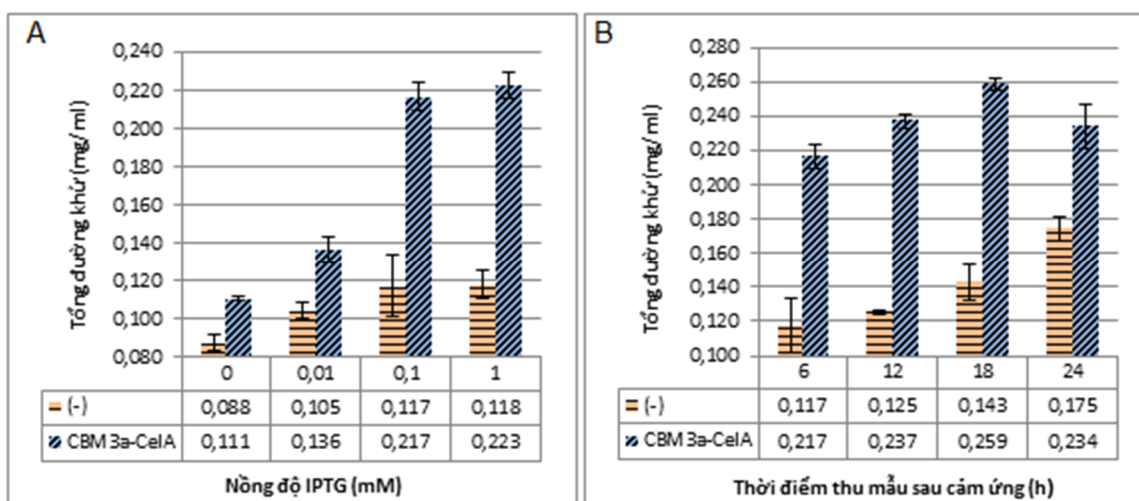 A
Tổng đường khử (mg/ml)
0,240
0,220
0,200
0,180
0,160
0,140
0,120
0,100
0,080
0 0,01 0,1 1
(-) 0,088 0,105 0,117 0,118
CBM 3a-CelA 0,111 0,136 0,217 0,223
Nồng độ IPTG (mM)
B
Tổng đường khử (mg/ml)
0,280
0,260
0,240
0,220
0,200
0,180
0,160
0,140
0,120
0,100
6 12 18 24
(-) 0,117 0,125 0,143 0,175
CBM 3a-CelA 0,217 0,237 0,259 0,234
Thời điểm thu mẫu sau cảm ứng (h)